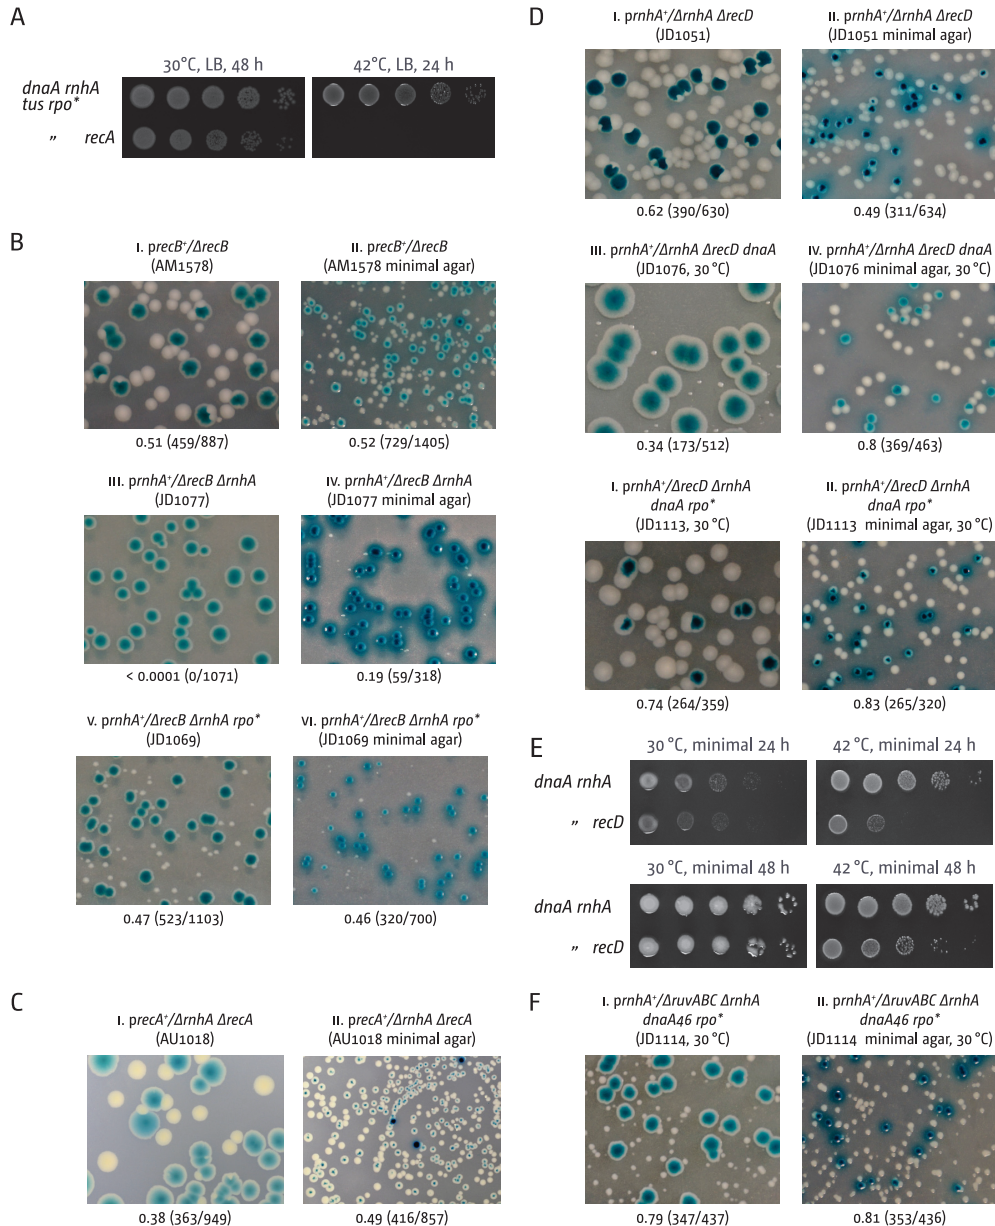 A
30°C, LB, 48 h
42°C, LB, 24 h
dnaA rnhA
tus rpo*
„ recA
B
I. precB⁺/ΔrecB
(AM1578)
0.51 (459/887)
II. precB⁺/ΔrecB
(AM1578 minimal agar)
0.52 (729/1405)
III. prnhA⁺/ΔrecB ΔrnhA
(JD1077)
< 0.0001 (0/1071)
IV. prnhA⁺/ΔrecB ΔrnhA
(JD1077 minimal agar)
0.19 (59/318)
V. prnhA⁺/ΔrecB ΔrnhA rpo*
(JD1069)
0.47 (523/1103)
VI. prnhA⁺/ΔrecB ΔrnhA rpo*
(JD1069 minimal agar)
0.46 (320/700)
C
I. precA⁺/ΔrnhA ΔrecA
(AU1018)
0.38 (363/949)
II. precA⁺/ΔrnhA ΔrecA
(AU1018 minimal agar)
0.49 (416/857)
D
I. prnhA⁺/ΔrnhA ΔrecD
(JD1051)
0.62 (390/630)
II. prnhA⁺/ΔrnhA ΔrecD
(JD1051 minimal agar)
0.49 (311/634)
III. prnhA⁺/ΔrnhA ΔrecD dnaA
(JD1076, 30 °C)
0.34 (173/512)
IV. prnhA⁺/ΔrnhA ΔrecD dnaA
(JD1076 minimal agar, 30 °C)
0.8 (369/463)
I. prnhA⁺/ΔrecD ΔrnhA
dnaA rpo*
(JD1113, 30 °C)
0.74 (264/359)
II. prnhA⁺/ΔrecD ΔrnhA
dnaA rpo*
(JD1113 minimal agar, 30 °C)
0.83 (265/320)
E
30 °C, minimal 24 h
42 °C, minimal 24 h
dnaA rnhA
„ recD
30 °C, minimal 48 h
42 °C, minimal 48 h
dnaA rnhA
„ recD
F
I. prnhA⁺/ΔruvABC ΔrnhA
dnaA46 rpo*
(JD1114, 30 °C)
0.79 (347/437)
II. prnhA⁺/ΔruvABC ΔrnhA
dnaA46 rpo*
(JD1114 minimal agar, 30 °C)
0.81 (353/436)